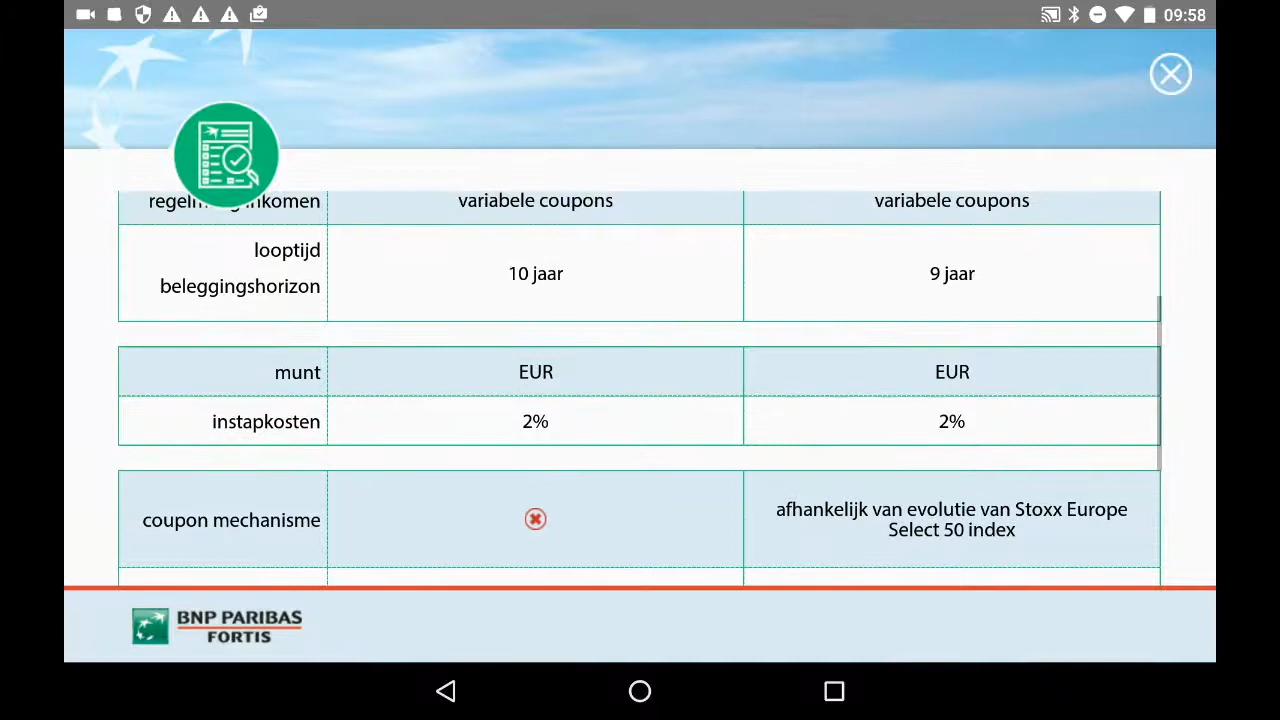 09:58
inkomen variabele coupons variabele coupons
looptijd
beleggingshorizon 10 jaar 9 jaar
munt EUR EUR
instapkosten 2% 2%
coupon mechanisme afhankelijk van evolutie van Stoxx Europe
Select 50 index
BNP PARIBAS
FORTIS